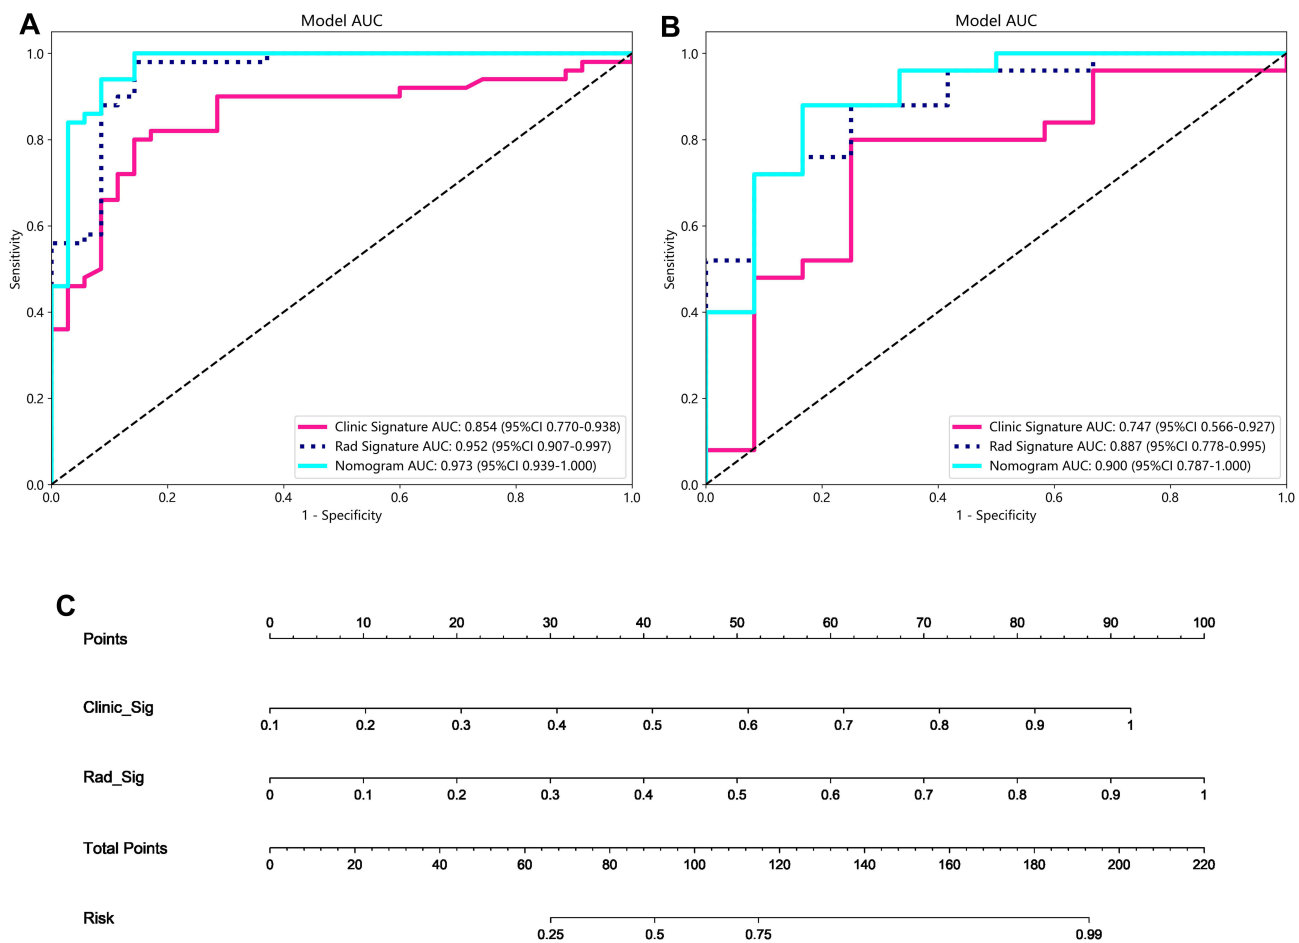 A
Model AUC
1.0
0.8
0.6
0.4
0.2
0.0
Sensitivity
0.0 0.2 0.4 0.6 0.8 1.0
1 - Specificity
Clinic Signature AUC: 0.854 (95%CI 0.770-0.938)
Rad Signature AUC: 0.952 (95%CI 0.907-0.997)
Nomogram AUC: 0.973 (95%CI 0.939-1.000)
B
Model AUC
1.0
0.8
0.6
0.4
0.2
0.0
Sensitivity
0.0 0.2 0.4 0.6 0.8 1.0
1 - Specificity
Clinic Signature AUC: 0.747 (95%CI 0.566-0.927)
Rad Signature AUC: 0.887 (95%CI 0.778-0.995)
Nomogram AUC: 0.900 (95%CI 0.787-1.000)
C
0 10 20 30 40 50 60 70 80 90 100
Points
Clinic_Sig
0.1 0.2 0.3 0.4 0.5 0.6 0.7 0.8 0.9 1
Rad_Sig
0 0.1 0.2 0.3 0.4 0.5 0.6 0.7 0.8 0.9 1
Total Points
0 20 40 60 80 100 120 140 160 180 200 220
Risk
0.25 0.5 0.75 0.99